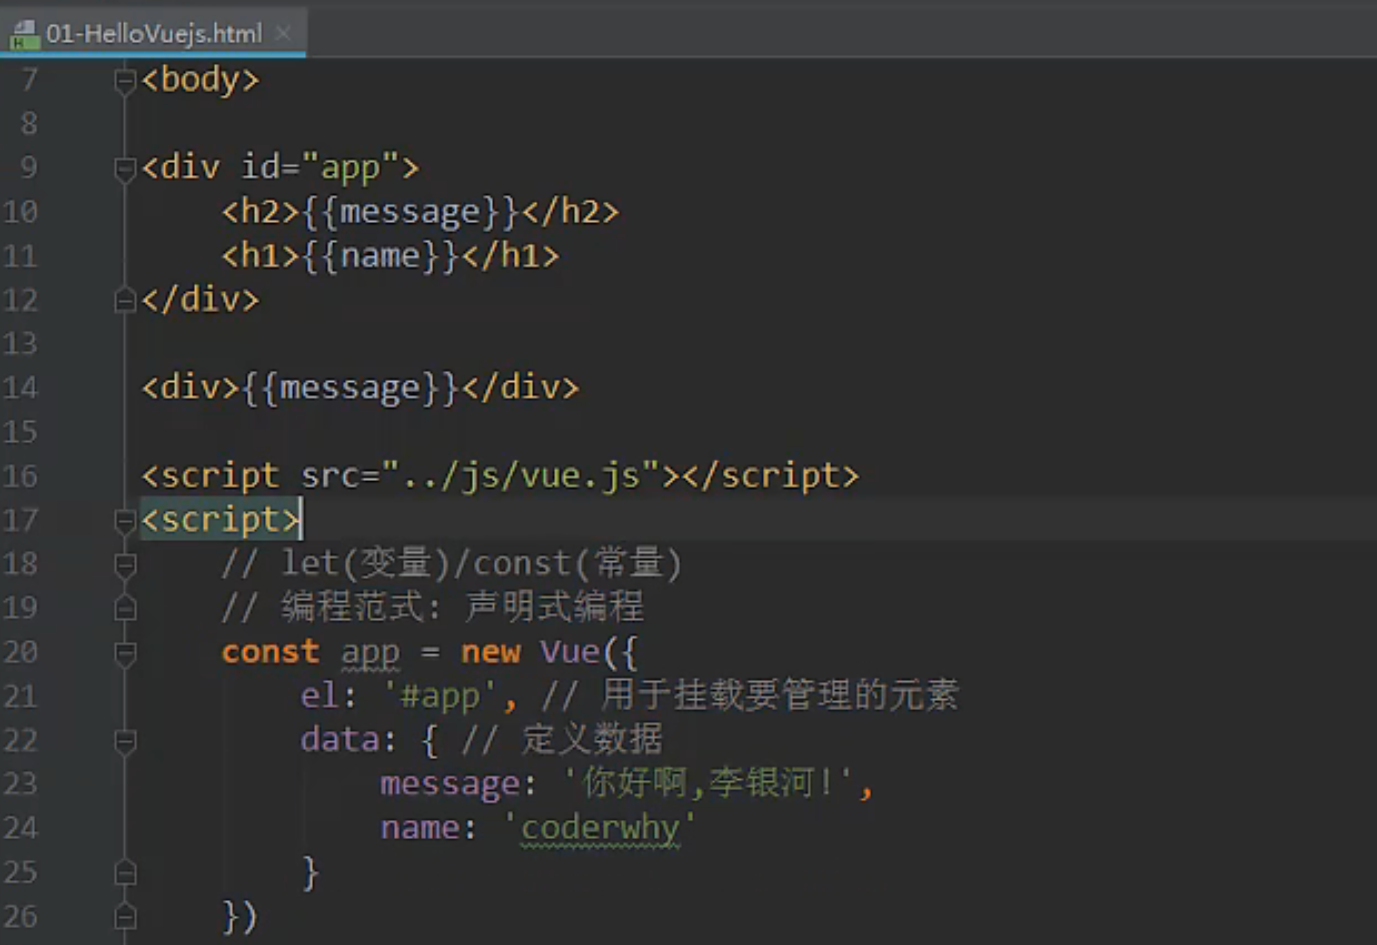 01-HelloVuejs.html
7 <body>
8
9 <div id="app">
10 <h2>{{message}}</h2>
11 <h1>{{name}}</h1>
12 </div>
13
14 <div>{{message}}</div>
15
16 <script src="../js/vue.js"></script>
17 <script>
18 // let(变量)/const(常量)
19 // 编程范式: 声明式编程
20 const app = new Vue({
21 el: '#app', // 用于挂载要管理的元素
22 data: { // 定义数据
23 message: '你好啊,李银河!',
24 name: 'coderwhy'
25 }
26 })